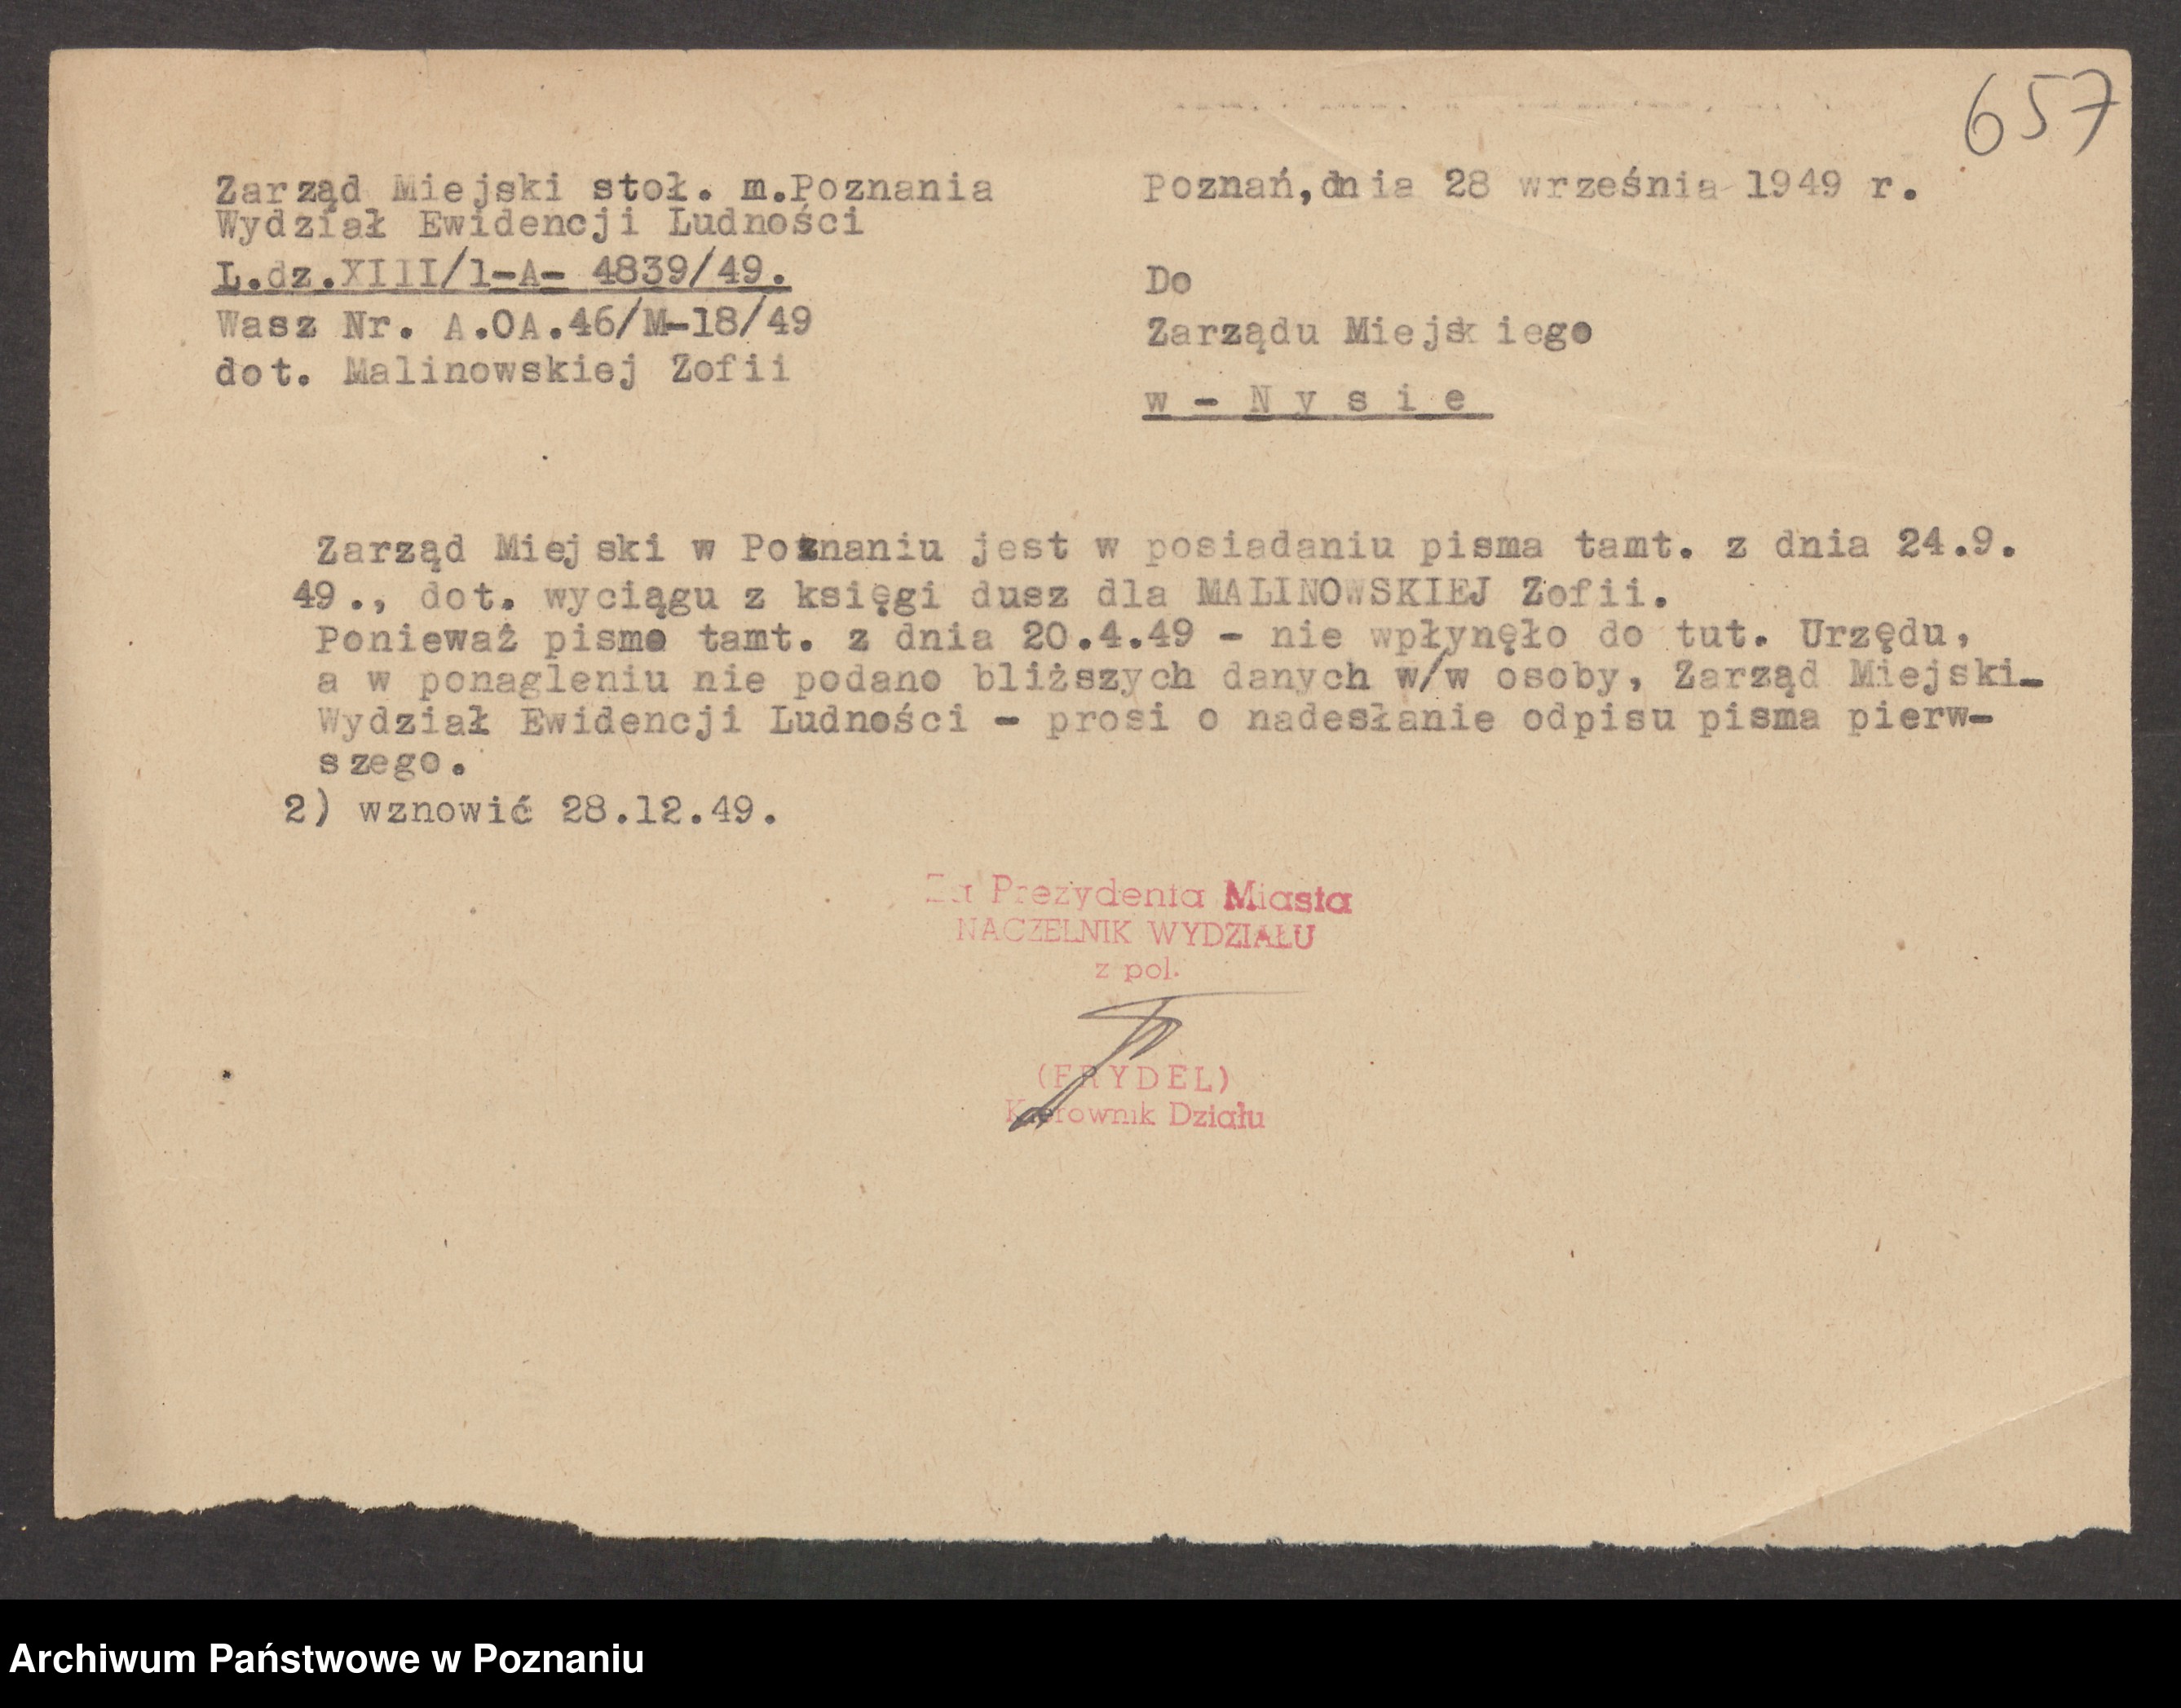 657
Zarząd Miejski stoł. m.Poznania
Wydział Ewidencji Ludności
L.dz.XIII/1-A- 4839/49.
Wasz Nr. A.OA.46/M-18/49
dot. Malinowskiej Zofii
Poznań,dnia 28 września 1949 r.
Do
Zarządu Miejskiego
w - N y s i e
Zarząd Miejski w Poznaniu jest w posiadaniu pisma tamt. z dnia 24.9.
49., dot. wyciągu z księgi dusz dla MALINOWSKIEJ Zofii.
Ponieważ pismo tamt. z dnia 20.4.49 - nie wpłynęło do tut. Urzędu,
a w ponagleniu nie podano bliższych danych w/w osoby, Zarząd Miejski-
Wydział Ewidencji Ludności - prosi o nadesłanie odpisu pisma pierw-
szego.
2) wznowić 28.12.49.
Za Prezydenta Miasta
NACZELNIK WYDZIAŁU
z pol.
(FRYDEL)
Kierownik Działu
Archiwum Państwowe w Poznaniu